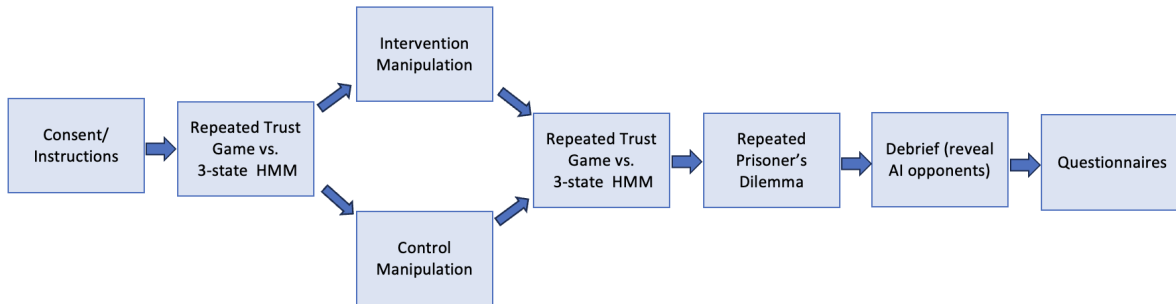 Consent/
Instructions
Repeated Trust
Game vs.
3-state HMM
Intervention
Manipulation
Control
Manipulation
Repeated Trust
Game vs.
3-state HMM
Repeated
Prisoner's
Dilemma
Debrief (reveal
AI opponents)
Questionnaires